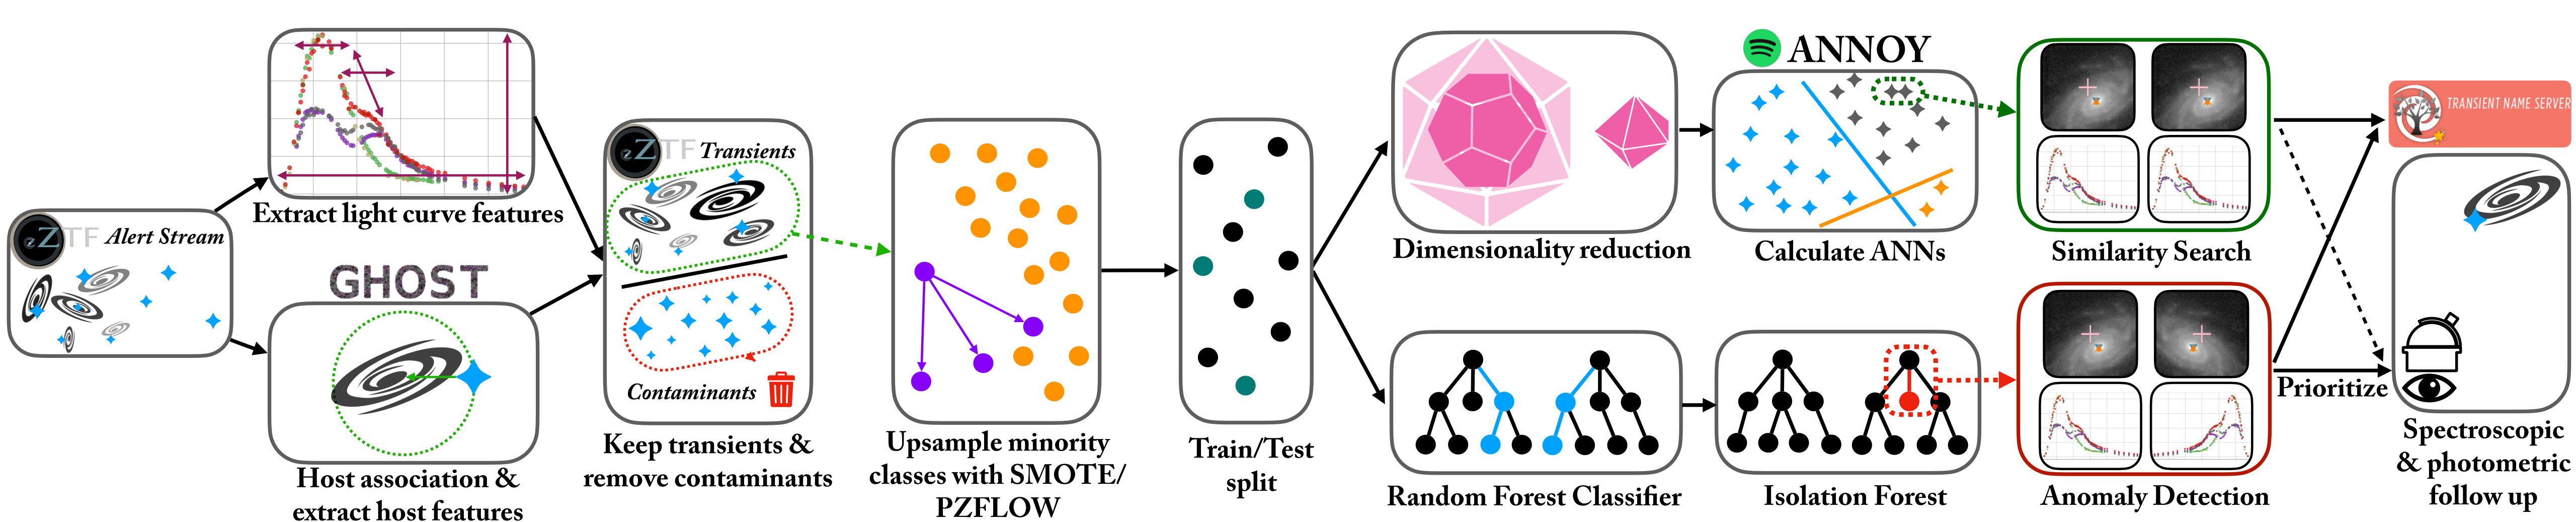 ZTF Alert Stream
Extract light curve features
GHOST
Host association &
extract host features
ZTF Transients
Contaminants
Keep transients &
remove contaminants
Upsample minority
classes with SMOTE/
PZFLOW
Train/Test
split
Dimensionality reduction
Random Forest Classifier
ANNOY
Calculate ANNs
Isolation Forest
Similarity Search
Anomaly Detection
Prioritize
TRANSIENT NAME SERVER
Spectroscopic
& photometric
follow up